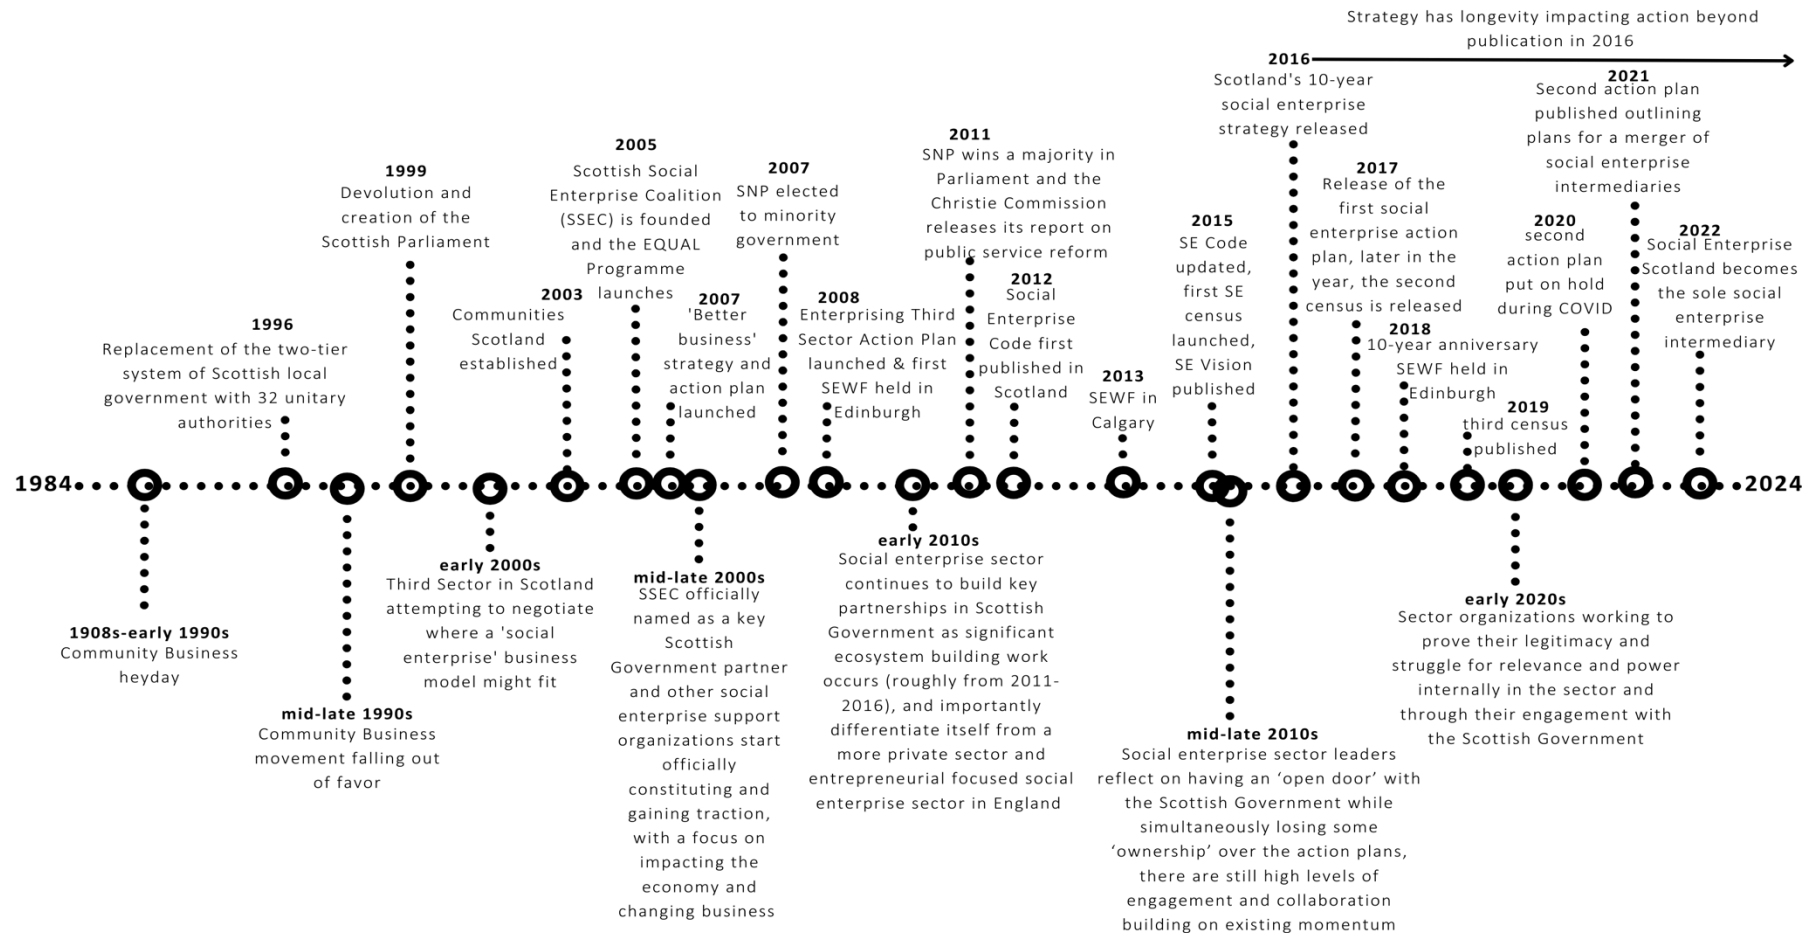 Strategy has longevity impacting action beyond
publication in 2016
1984
2024
1908s-early 1990s
Community Business
heyday
1996
Replacement of the two-tier
system of Scottish local
government with 32 unitary
authorities
mid-late 1990s
Community Business
movement falling out
of favor
1999
Devolution and
creation of the
Scottish Parliament
early 2000s
Third Sector in Scotland
attempting to negotiate
where a 'social
enterprise' business
model might fit
2003
Communities
Scotland
established
2005
Scottish Social
Enterprise Coalition
(SSEC) is founded
and the EQUAL
Programme
launches
2007
'Better
business'
strategy and
action plan
launched
mid-late 2000s
SSEC officially
named as a key
Scottish
Government partner
and other social
enterprise support
organizations start
officially
constituting and
gaining traction,
with a focus on
impacting the
economy and
changing business
2007
SNP elected
to minority
government
2008
Enterprising Third
Sector Action Plan
launched & first
SEWF held in
Edinburgh
early 2010s
Social enterprise sector
continues to build key
partnerships in Scottish
Government as significant
ecosystem building work
occurs (roughly from 2011-
2016), and importantly
differentiate itself from a
more private sector and
entrepreneurial focused social
enterprise sector in England
2011
SNP wins a majority in
Parliament and the
Christie Commission
releases its report on
public service reform
2012
Social
Enterprise
Code first
published in
Scotland
2013
SEWF in
Calgary
2015
SE Code
updated,
first SE
census
launched,
SE Vision
published
mid-late 2010s
Social enterprise sector leaders
reflect on having an ‘open door’ with
the Scottish Government while
simultaneously losing some
‘ownership’ over the action plans,
there are still high levels of
engagement and collaboration
building on existing momentum
2016
Scotland's 10-year
social enterprise
strategy released
2017
Release of the
first social
enterprise action
plan, later in the
year, the second
census is released
2018
10-year anniversary
SEWF held in
Edinburgh
2019
third census
published
early 2020s
Sector organizations working to
prove their legitimacy and
struggle for relevance and power
internally in the sector and
through their engagement with
the Scottish Government
2020
second
action plan
put on hold
during COVID
2021
Second action plan
published outlining
plans for a merger of
social enterprise
intermediaries
2022
Social Enterprise
Scotland becomes
the sole social
enterprise
intermediary